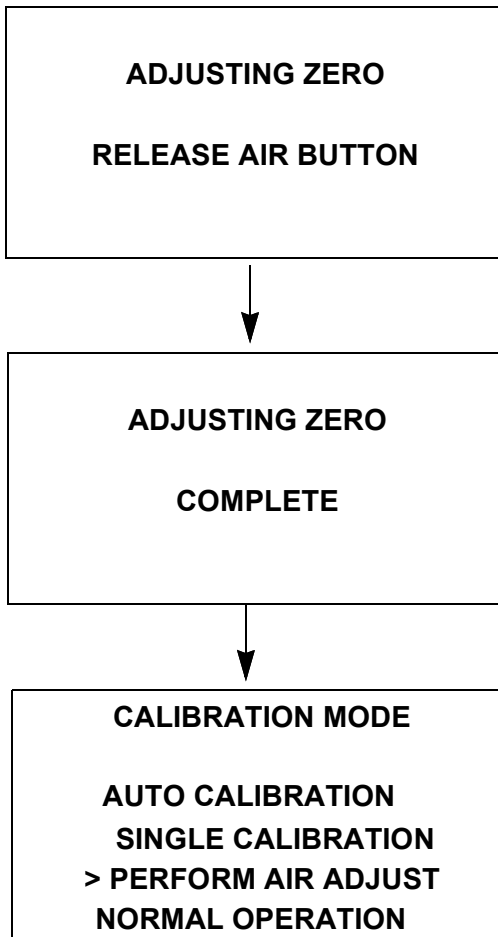 ADJUSTING ZERO
RELEASE AIR BUTTON
ADJUSTING ZERO
COMPLETE
CALIBRATION MODE
AUTO CALIBRATION
SINGLE CALIBRATION
> PERFORM AIR ADJUST
NORMAL OPERATION